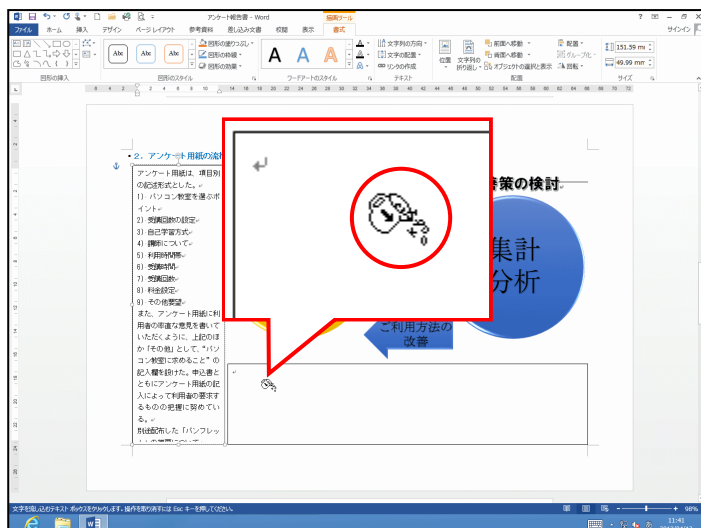 アンケート報告書 - Word
描画ツール
サインイン
ファイル
ホーム
挿入
デザイン
ページ レイアウト
参考資料
差し込み文書
校閲
表示
書式
Abc
Abc
Abc
図形の塗りつぶし
図形の枠線
図形の効果
A
A
A
文字列の方向
文字の配置
リンクの作成
位置
文字列の
折り返し
前面へ移動
背面へ移動
オブジェクトの選択と表示
配置
グループ化
回転
151.59 mm
49.99 mm
図形の挿入
図形のスタイル
ワードアートのスタイル
テキスト
配置
サイズ
2．アンケート用紙の流
アンケート用紙は、項目別
の記述形式とした。
1) パソコン教室を選ぶポ
イント
2) 受講回数の設定
3) 自己学習方式
4) 講師について
5) 利用時間帯
6) 受講時間
7) 受講回数
8) 料金設定
9) その他要望
また、アンケート用紙に利
用者の率直な意見を書いて
いただくように、上記のほ
か「その他」として、“パソ
コン教室に求めること”の
記入欄を設けた。申込書と
ともにアンケート用紙の記
入によって利用者の要求す
るものの把握に努めてい
る。
別途配布した「パンフレッ
善策の検討
集計
分析
ご利用方法の
改善
文字を流し込むテキスト ボックスをクリックします。操作を取り消すには Esc キーを押してください。
96%
11:41